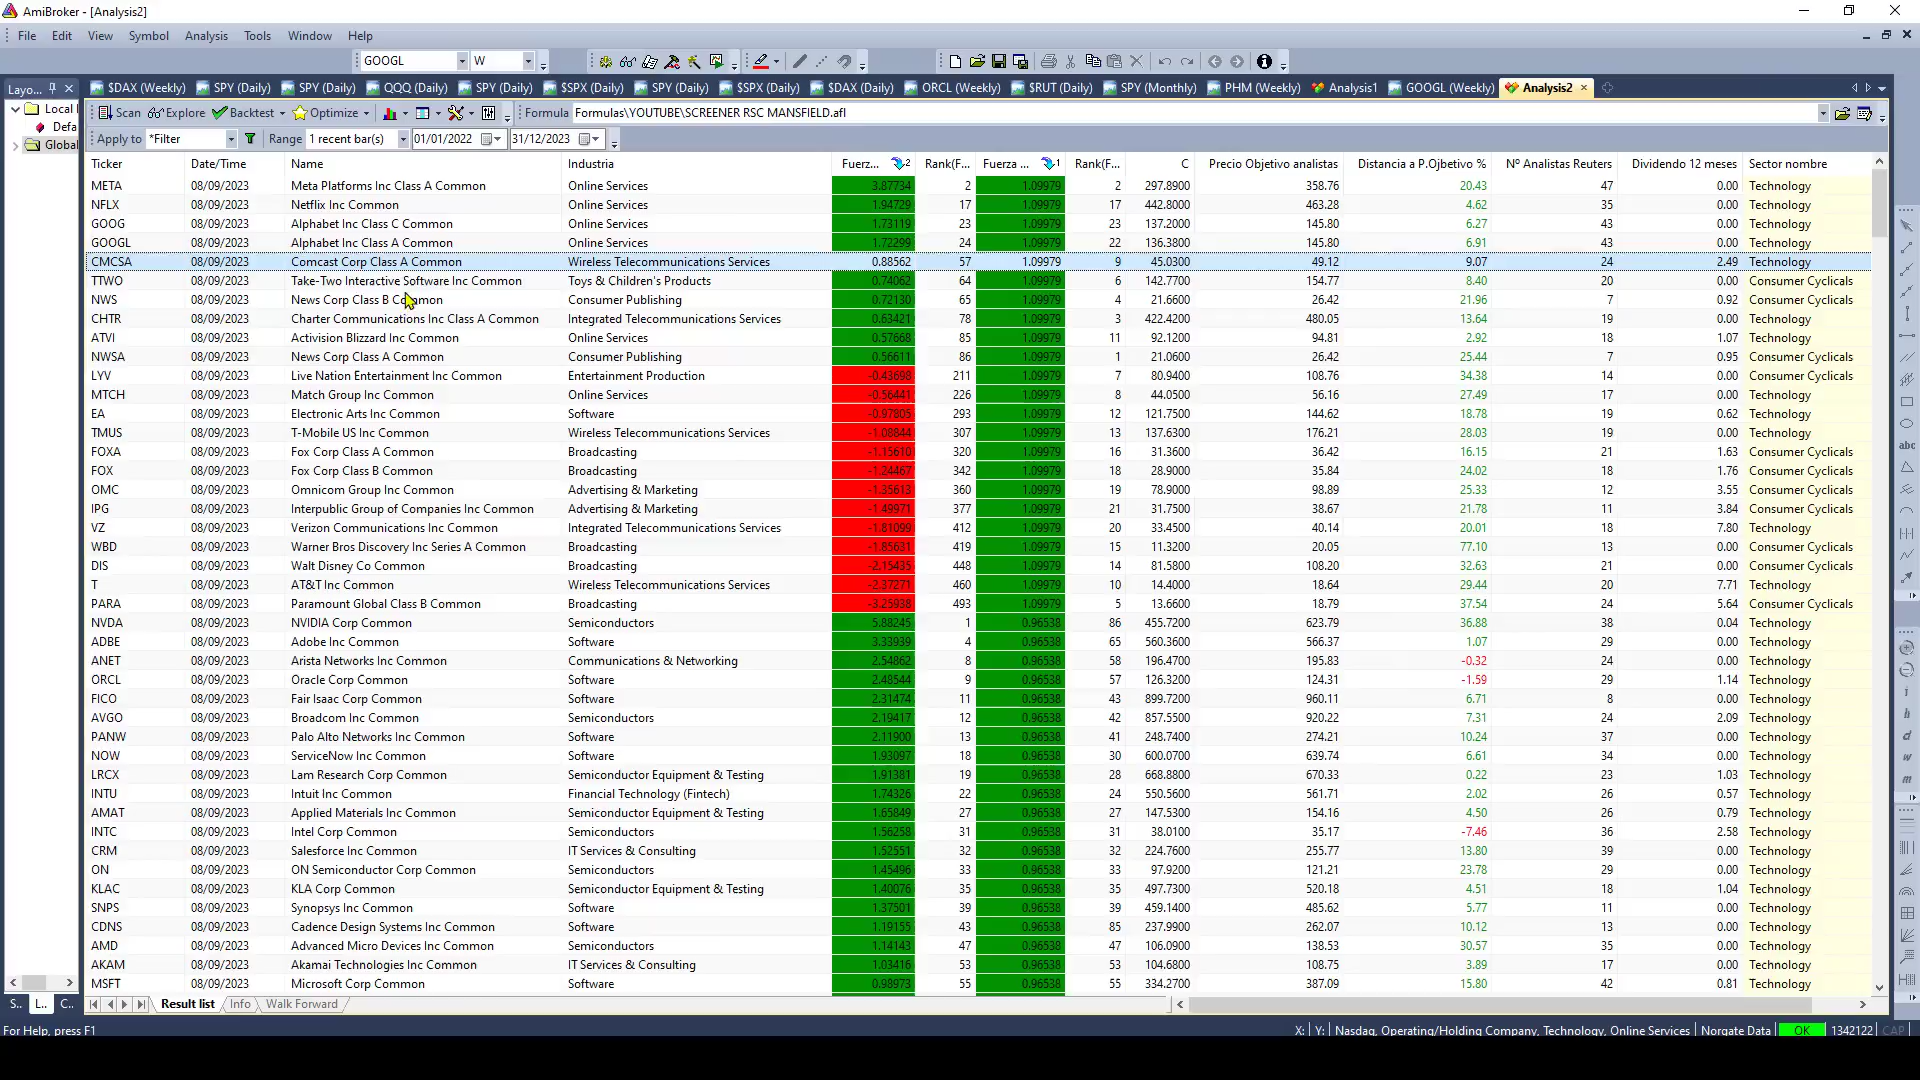 AmiBroker - [Analysis2]
File Edit View Symbol Analysis Tools Window Help
GOOGL W
Layo... $DAX (Weekly) SPY (Daily) SPY (Daily) QQQ (Daily) SPY (Daily) $SPX (Daily) SPY (Daily) $SPX (Daily) $DAX (Daily) ORCL (Weekly) $RUT (Daily) SPY (Monthly) PHM (Weekly) Analysis1 GOOGL (Weekly) Analysis2
Local Scan Explore Backtest Optimize Formula Formulas\YOUTUBE\SCREENER RSC MANSFIELD.afl
Defa
Global Apply to *Filter Range 1 recent bar(s) 01/01/2022 31/12/2023
Ticker Date/Time Name Industria Fuerz... 2 Rank(F... Fuerza ... 1 Rank(F... C Precio Objetivo analistas Distancia a P.Ojbetivo % Nº Analistas Reuters Dividendo 12 meses Sector nombre
META 08/09/2023 Meta Platforms Inc Class A Common Online Services 3.87734 2 1.09979 2 297.8900 358.76 20.43 47 0.00 Technology
NFLX 08/09/2023 Netflix Inc Common Online Services 1.94729 17 1.09979 17 442.8000 463.28 4.62 35 0.00 Technology
GOOG 08/09/2023 Alphabet Inc Class C Common Online Services 1.73119 23 1.09979 23 137.2000 145.80 6.27 43 0.00 Technology
GOOGL 08/09/2023 Alphabet Inc Class A Common Online Services 1.72299 24 1.09979 22 136.3800 145.80 6.91 43 0.00 Technology
CMCSA 08/09/2023 Comcast Corp Class A Common Wireless Telecommunications Services 0.88562 57 1.09979 9 45.0300 49.12 9.07 24 2.49 Technology
TTWO 08/09/2023 Take-Two Interactive Software Inc Common Toys & Children's Products 0.74062 64 1.09979 6 142.7700 154.77 8.40 20 0.00 Consumer Cyclicals
NWS 08/09/2023 News Corp Class B Common Consumer Publishing 0.72130 65 1.09979 4 21.6600 26.42 21.96 7 0.92 Consumer Cyclicals
CHTR 08/09/2023 Charter Communications Inc Class A Common Integrated Telecommunications Services 0.63421 78 1.09979 3 422.4200 480.05 13.64 19 0.00 Technology
ATVI 08/09/2023 Activision Blizzard Inc Common Online Services 0.57668 85 1.09979 11 92.1200 94.81 2.92 18 1.07 Technology
NWSA 08/09/2023 News Corp Class A Common Consumer Publishing 0.56611 86 1.09979 1 21.0600 26.42 25.44 7 0.95 Consumer Cyclicals
LYV 08/09/2023 Live Nation Entertainment Inc Common Entertainment Production -0.43698 211 1.09979 7 80.9400 108.76 34.38 14 0.00 Consumer Cyclicals
MTCH 08/09/2023 Match Group Inc Common Online Services -0.56441 226 1.09979 8 44.0500 56.16 27.49 17 0.00 Technology
EA 08/09/2023 Electronic Arts Inc Common Software -0.97805 293 1.09979 12 121.7500 144.62 18.78 19 0.62 Technology
TMUS 08/09/2023 T-Mobile US Inc Common Wireless Telecommunications Services -1.08844 307 1.09979 13 137.6300 176.21 28.03 19 0.00 Technology
FOXA 08/09/2023 Fox Corp Class A Common Broadcasting -1.15610 320 1.09979 16 31.3600 36.42 16.15 21 1.63 Consumer Cyclicals
FOX 08/09/2023 Fox Corp Class B Common Broadcasting -1.24467 342 1.09979 18 28.9000 35.84 24.02 18 1.76 Consumer Cyclicals
OMC 08/09/2023 Omnicom Group Inc Common Advertising & Marketing -1.35613 360 1.09979 19 78.9000 98.89 25.33 12 3.55 Consumer Cyclicals
IPG 08/09/2023 Interpublic Group of Companies Inc Common Advertising & Marketing -1.49971 377 1.09979 21 31.7500 38.67 21.78 11 3.84 Consumer Cyclicals
VZ 08/09/2023 Verizon Communications Inc Common Integrated Telecommunications Services -1.81099 412 1.09979 20 33.4500 40.14 20.01 18 7.80 Technology
WBD 08/09/2023 Warner Bros Discovery Inc Series A Common Broadcasting -1.85631 419 1.09979 15 11.3200 20.05 77.10 13 0.00 Consumer Cyclicals
DIS 08/09/2023 Walt Disney Co Common Broadcasting -2.15435 448 1.09979 14 81.5800 108.20 32.63 21 0.00 Consumer Cyclicals
T 08/09/2023 AT&T Inc Common Wireless Telecommunications Services -2.37271 460 1.09979 10 14.4000 18.64 29.44 20 7.71 Technology
PARA 08/09/2023 Paramount Global Class B Common Broadcasting -3.25938 493 1.09979 5 13.6600 18.79 37.54 24 5.64 Consumer Cyclicals
NVDA 08/09/2023 NVIDIA Corp Common Semiconductors 5.88245 1 0.96538 86 455.7200 623.79 36.88 38 0.04 Technology
ADBE 08/09/2023 Adobe Inc Common Software 3.33939 4 0.96538 65 560.3600 566.37 1.07 29 0.00 Technology
ANET 08/09/2023 Arista Networks Inc Common Communications & Networking 2.54862 8 0.96538 58 196.4700 195.83 -0.32 24 0.00 Technology
ORCL 08/09/2023 Oracle Corp Common Software 2.48544 9 0.96538 57 126.3200 124.31 -1.59 29 1.14 Technology
FICO 08/09/2023 Fair Isaac Corp Common Software 2.31474 11 0.96538 43 899.7200 960.11 6.71 8 0.00 Technology
AVGO 08/09/2023 Broadcom Inc Common Semiconductors 2.19417 12 0.96538 42 857.5500 920.22 7.31 24 2.09 Technology
PANW 08/09/2023 Palo Alto Networks Inc Common Software 2.11900 13 0.96538 41 248.7400 274.21 10.24 37 0.00 Technology
NOW 08/09/2023 ServiceNow Inc Common Software 1.93097 18 0.96538 30 600.0700 639.74 6.61 34 0.00 Technology
LRCX 08/09/2023 Lam Research Corp Common Semiconductor Equipment & Testing 1.91381 19 0.96538 28 668.8800 670.33 0.22 23 1.03 Technology
INTU 08/09/2023 Intuit Inc Common Financial Technology (Fintech) 1.74326 22 0.96538 24 550.5600 561.71 2.02 26 0.57 Technology
AMAT 08/09/2023 Applied Materials Inc Common Semiconductor Equipment & Testing 1.65849 27 0.96538 27 147.5300 154.16 4.50 26 0.79 Technology
INTC 08/09/2023 Intel Corp Common Semiconductors 1.56258 31 0.96538 31 38.0100 35.17 -7.46 36 2.58 Technology
CRM 08/09/2023 Salesforce Inc Common IT Services & Consulting 1.52551 32 0.96538 32 224.7600 255.77 13.80 39 0.00 Technology
ON 08/09/2023 ON Semiconductor Corp Common Semiconductors 1.45496 33 0.96538 33 97.9200 121.21 23.78 29 0.00 Technology
KLAC 08/09/2023 KLA Corp Common Semiconductor Equipment & Testing 1.40076 35 0.96538 35 497.7300 520.18 4.51 18 1.04 Technology
SNPS 08/09/2023 Synopsys Inc Common Software 1.37501 39 0.96538 39 459.1400 485.62 5.77 11 0.00 Technology
CDNS 08/09/2023 Cadence Design Systems Inc Common Software 1.19155 43 0.96538 85 237.9900 262.07 10.12 13 0.00 Technology
AMD 08/09/2023 Advanced Micro Devices Inc Common Semiconductors 1.14143 47 0.96538 47 106.0900 138.53 30.57 35 0.00 Technology
AKAM 08/09/2023 Akamai Technologies Inc Common IT Services & Consulting 1.03416 53 0.96538 53 104.6800 108.75 3.89 17 0.00 Technology
MSFT 08/09/2023 Microsoft Corp Common Software 0.98973 55 0.96538 55 334.2700 387.09 15.80 42 0.81 Technology
S.. L.. C.. Result list Info Walk Forward
For Help, press F1 X: Y: Nasdaq, Operating/Holding Company, Technology, Online Services Norgate Data OK 1342122 CAP